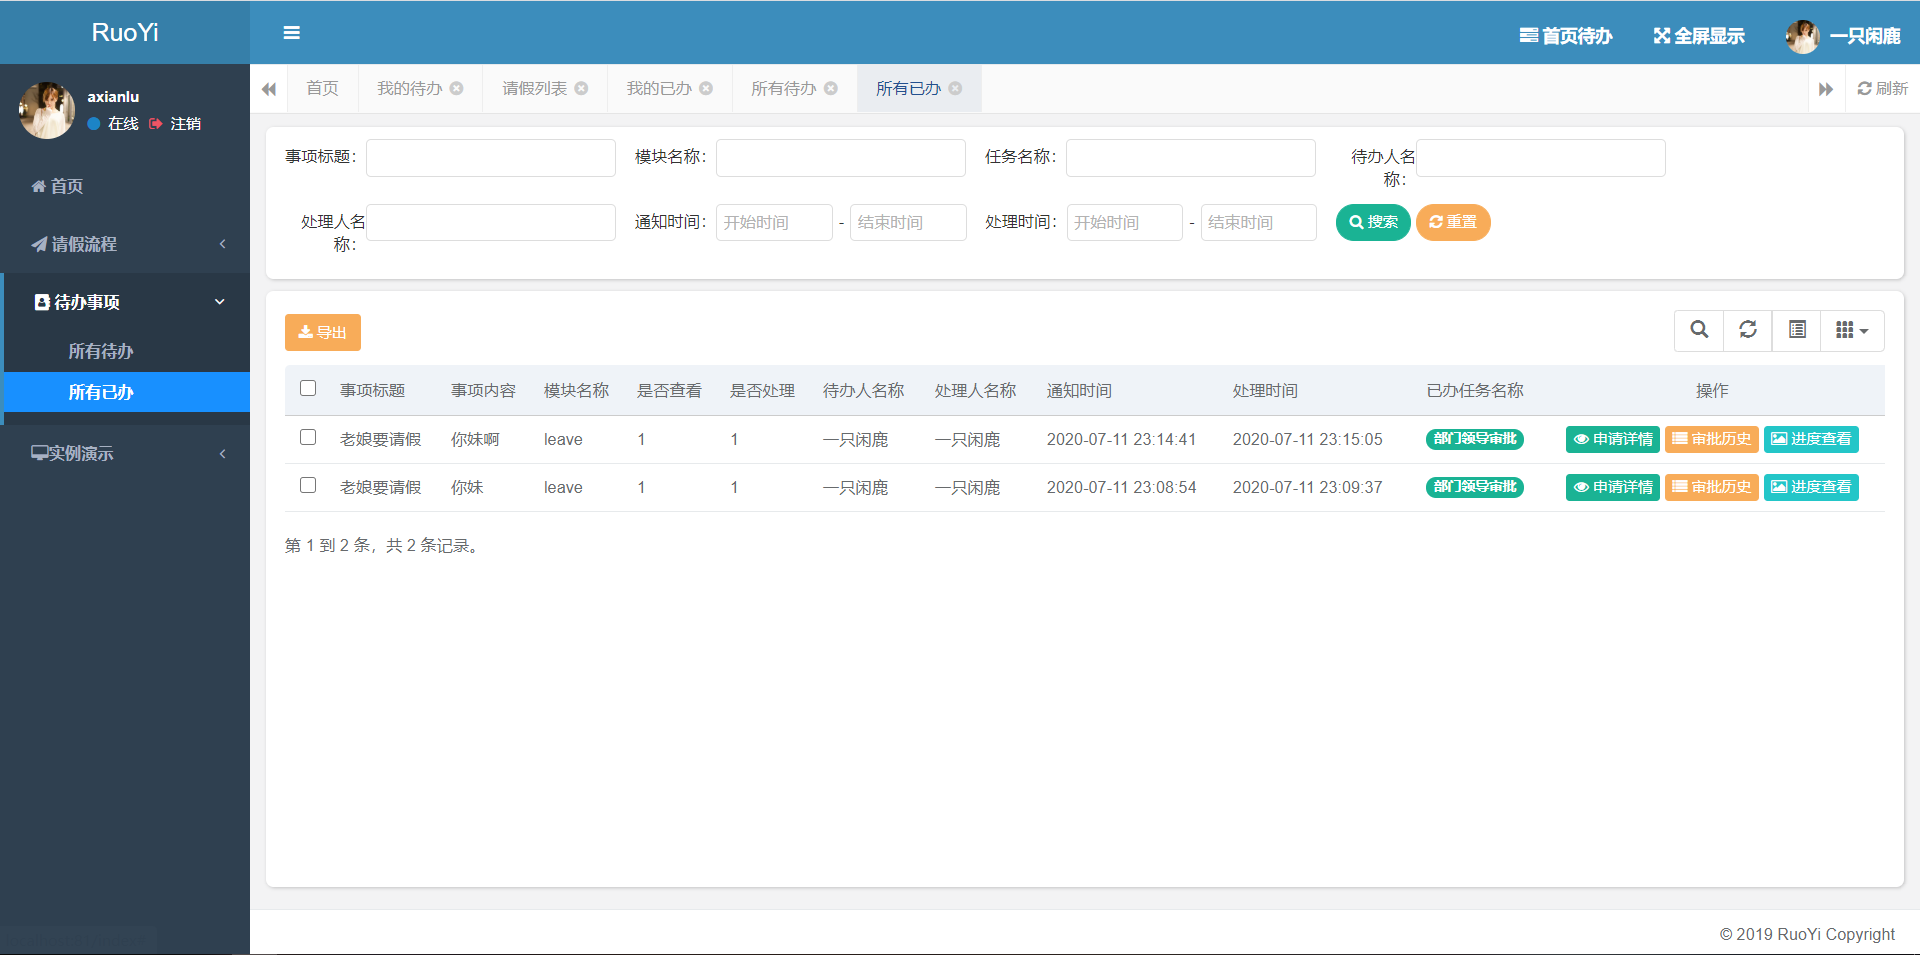 RuoYi
首页待办
全屏显示
一只闲鹿
axianlu
在线 注销
首页
请假流程
待办事项
所有待办
所有已办
实例演示
首页 我的待办 请假列表 我的已办 所有待办 所有已办 刷新
事项标题： 模块名称： 任务名称： 待办人名称：
处理人名称： 通知时间： 开始时间 - 结束时间 处理时间： 开始时间 - 结束时间 搜索 重置
导出
事项标题 事项内容 模块名称 是否查看 是否处理 待办人名称 处理人名称 通知时间 处理时间 已办任务名称 操作
老娘要请假 你妹啊 leave 1 1 一只闲鹿 一只闲鹿 2020-07-11 23:14:41 2020-07-11 23:15:05 部门领导审批 申请详情 审批历史 进度查看
老娘要请假 你妹 leave 1 1 一只闲鹿 一只闲鹿 2020-07-11 23:08:54 2020-07-11 23:09:37 部门领导审批 申请详情 审批历史 进度查看
第 1 到 2 条，共 2 条记录。
© 2019 RuoYi Copyright